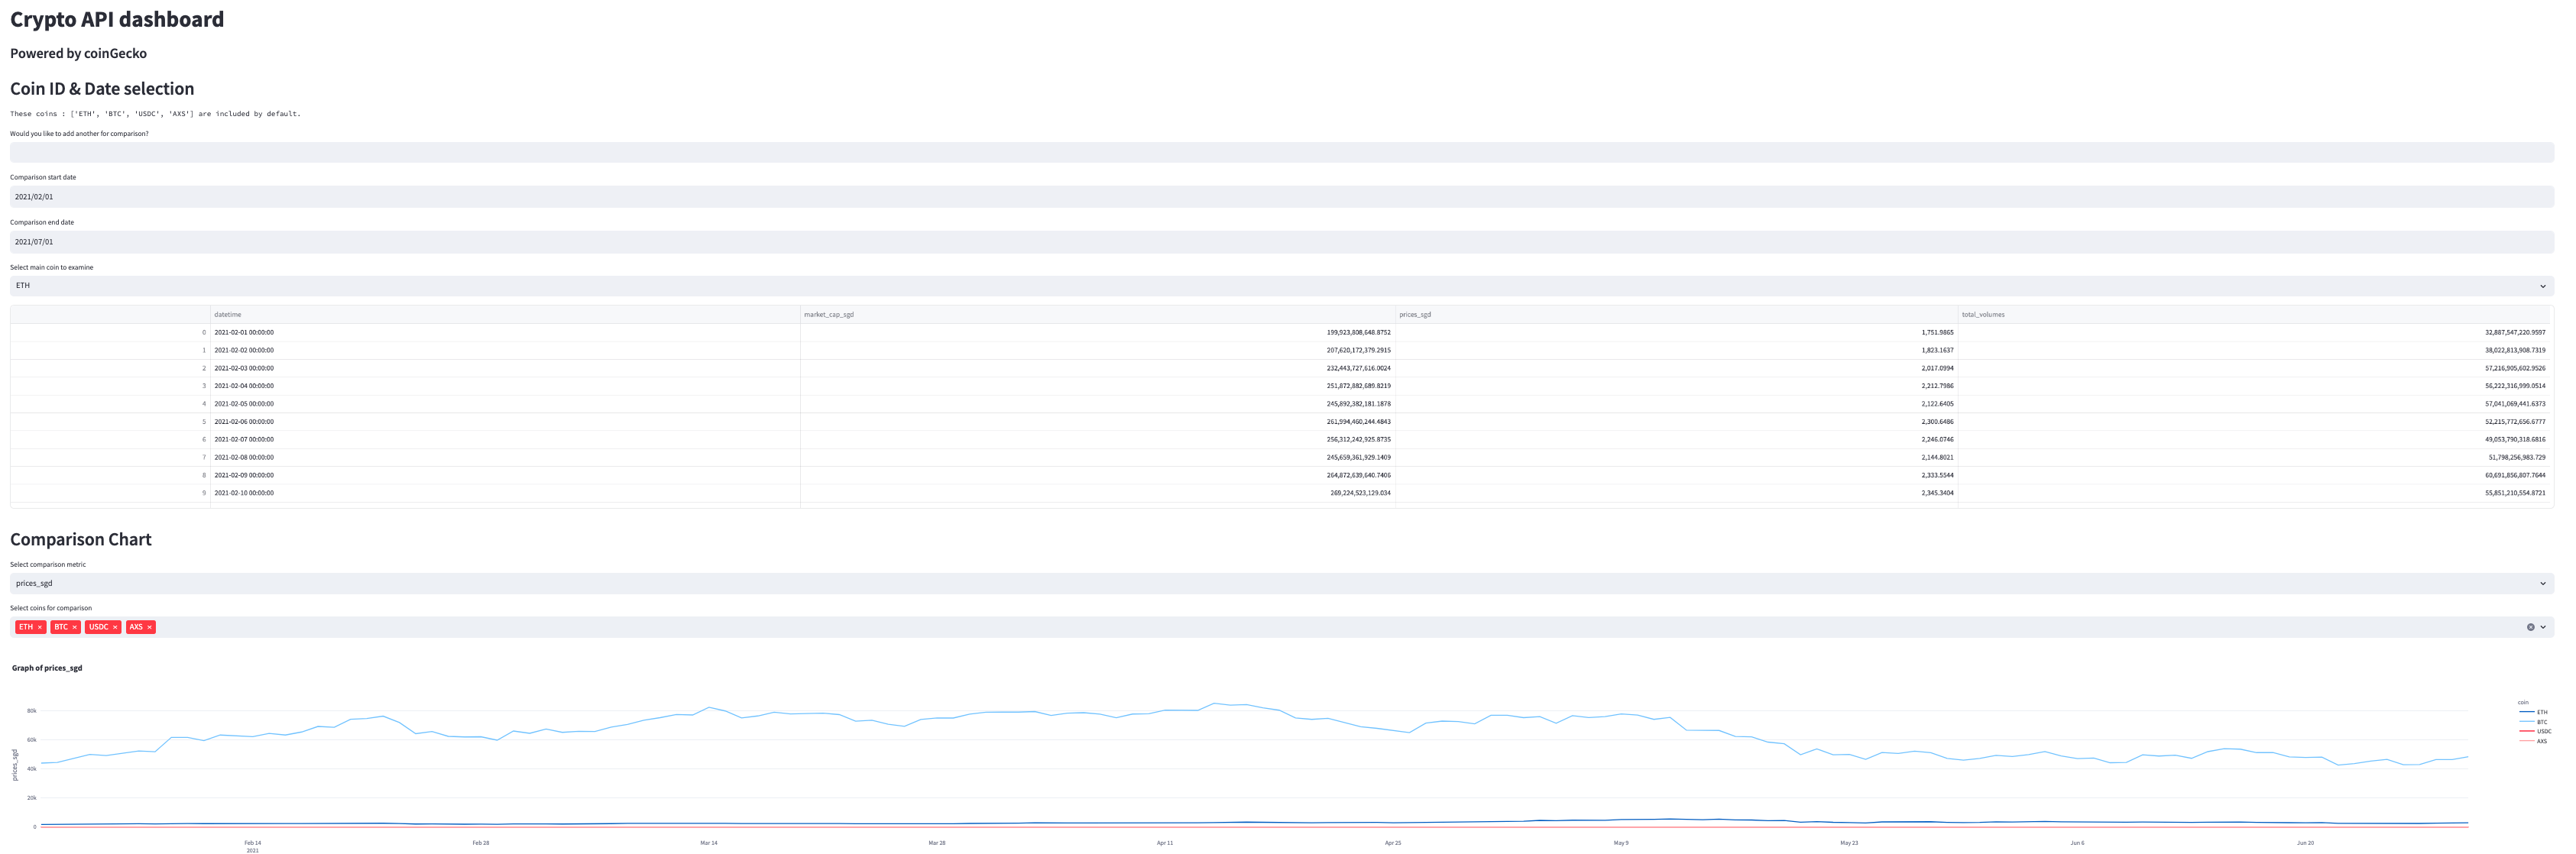 Crypto API dashboard
Powered by coinGecko
Coin ID & Date selection
These coins : ['ETH', 'BTC', 'USDC', 'AXS'] are included by default.
Would you like to add another for comparison?
Comparison start date
2021/02/01
Comparison end date
2021/07/01
Select main coin to examine
ETH
datetime market_cap_sgd prices_sgd total_volumes
0 2021-02-01 00:00:00 199,923,808,648.8752 1,751.9865 32,887,547,220.9597
1 2021-02-02 00:00:00 207,620,172,379.2915 1,823.1637 38,022,813,908.7319
2 2021-02-03 00:00:00 232,443,727,616.0024 2,017.0994 57,216,905,602.9526
3 2021-02-04 00:00:00 251,872,882,689.8219 2,212.7986 56,222,316,999.0514
4 2021-02-05 00:00:00 245,892,382,181.1878 2,122.6405 57,041,069,441.6373
5 2021-02-06 00:00:00 261,994,460,244.4843 2,300.6486 52,215,772,656.6777
6 2021-02-07 00:00:00 256,312,242,925.8735 2,246.0746 49,053,790,318.6816
7 2021-02-08 00:00:00 245,659,361,929.1409 2,144.8021 51,798,256,983.729
8 2021-02-09 00:00:00 264,872,639,640.7406 2,333.5544 60,691,856,807.7644
9 2021-02-10 00:00:00 269,224,523,129.034 2,345.3404 55,851,210,554.8721
Comparison Chart
Select comparison metric
prices_sgd
Select coins for comparison
ETH × BTC × USDC × AXS ×
Graph of prices_sgd
prices_sgd
80k
60k
40k
20k
0
Feb 14 Feb 28 Mar 14 Mar 28 Apr 11 Apr 25 May 9 May 23 Jun 6 Jun 20
2021
coin
ETH
BTC
USDC
AXS